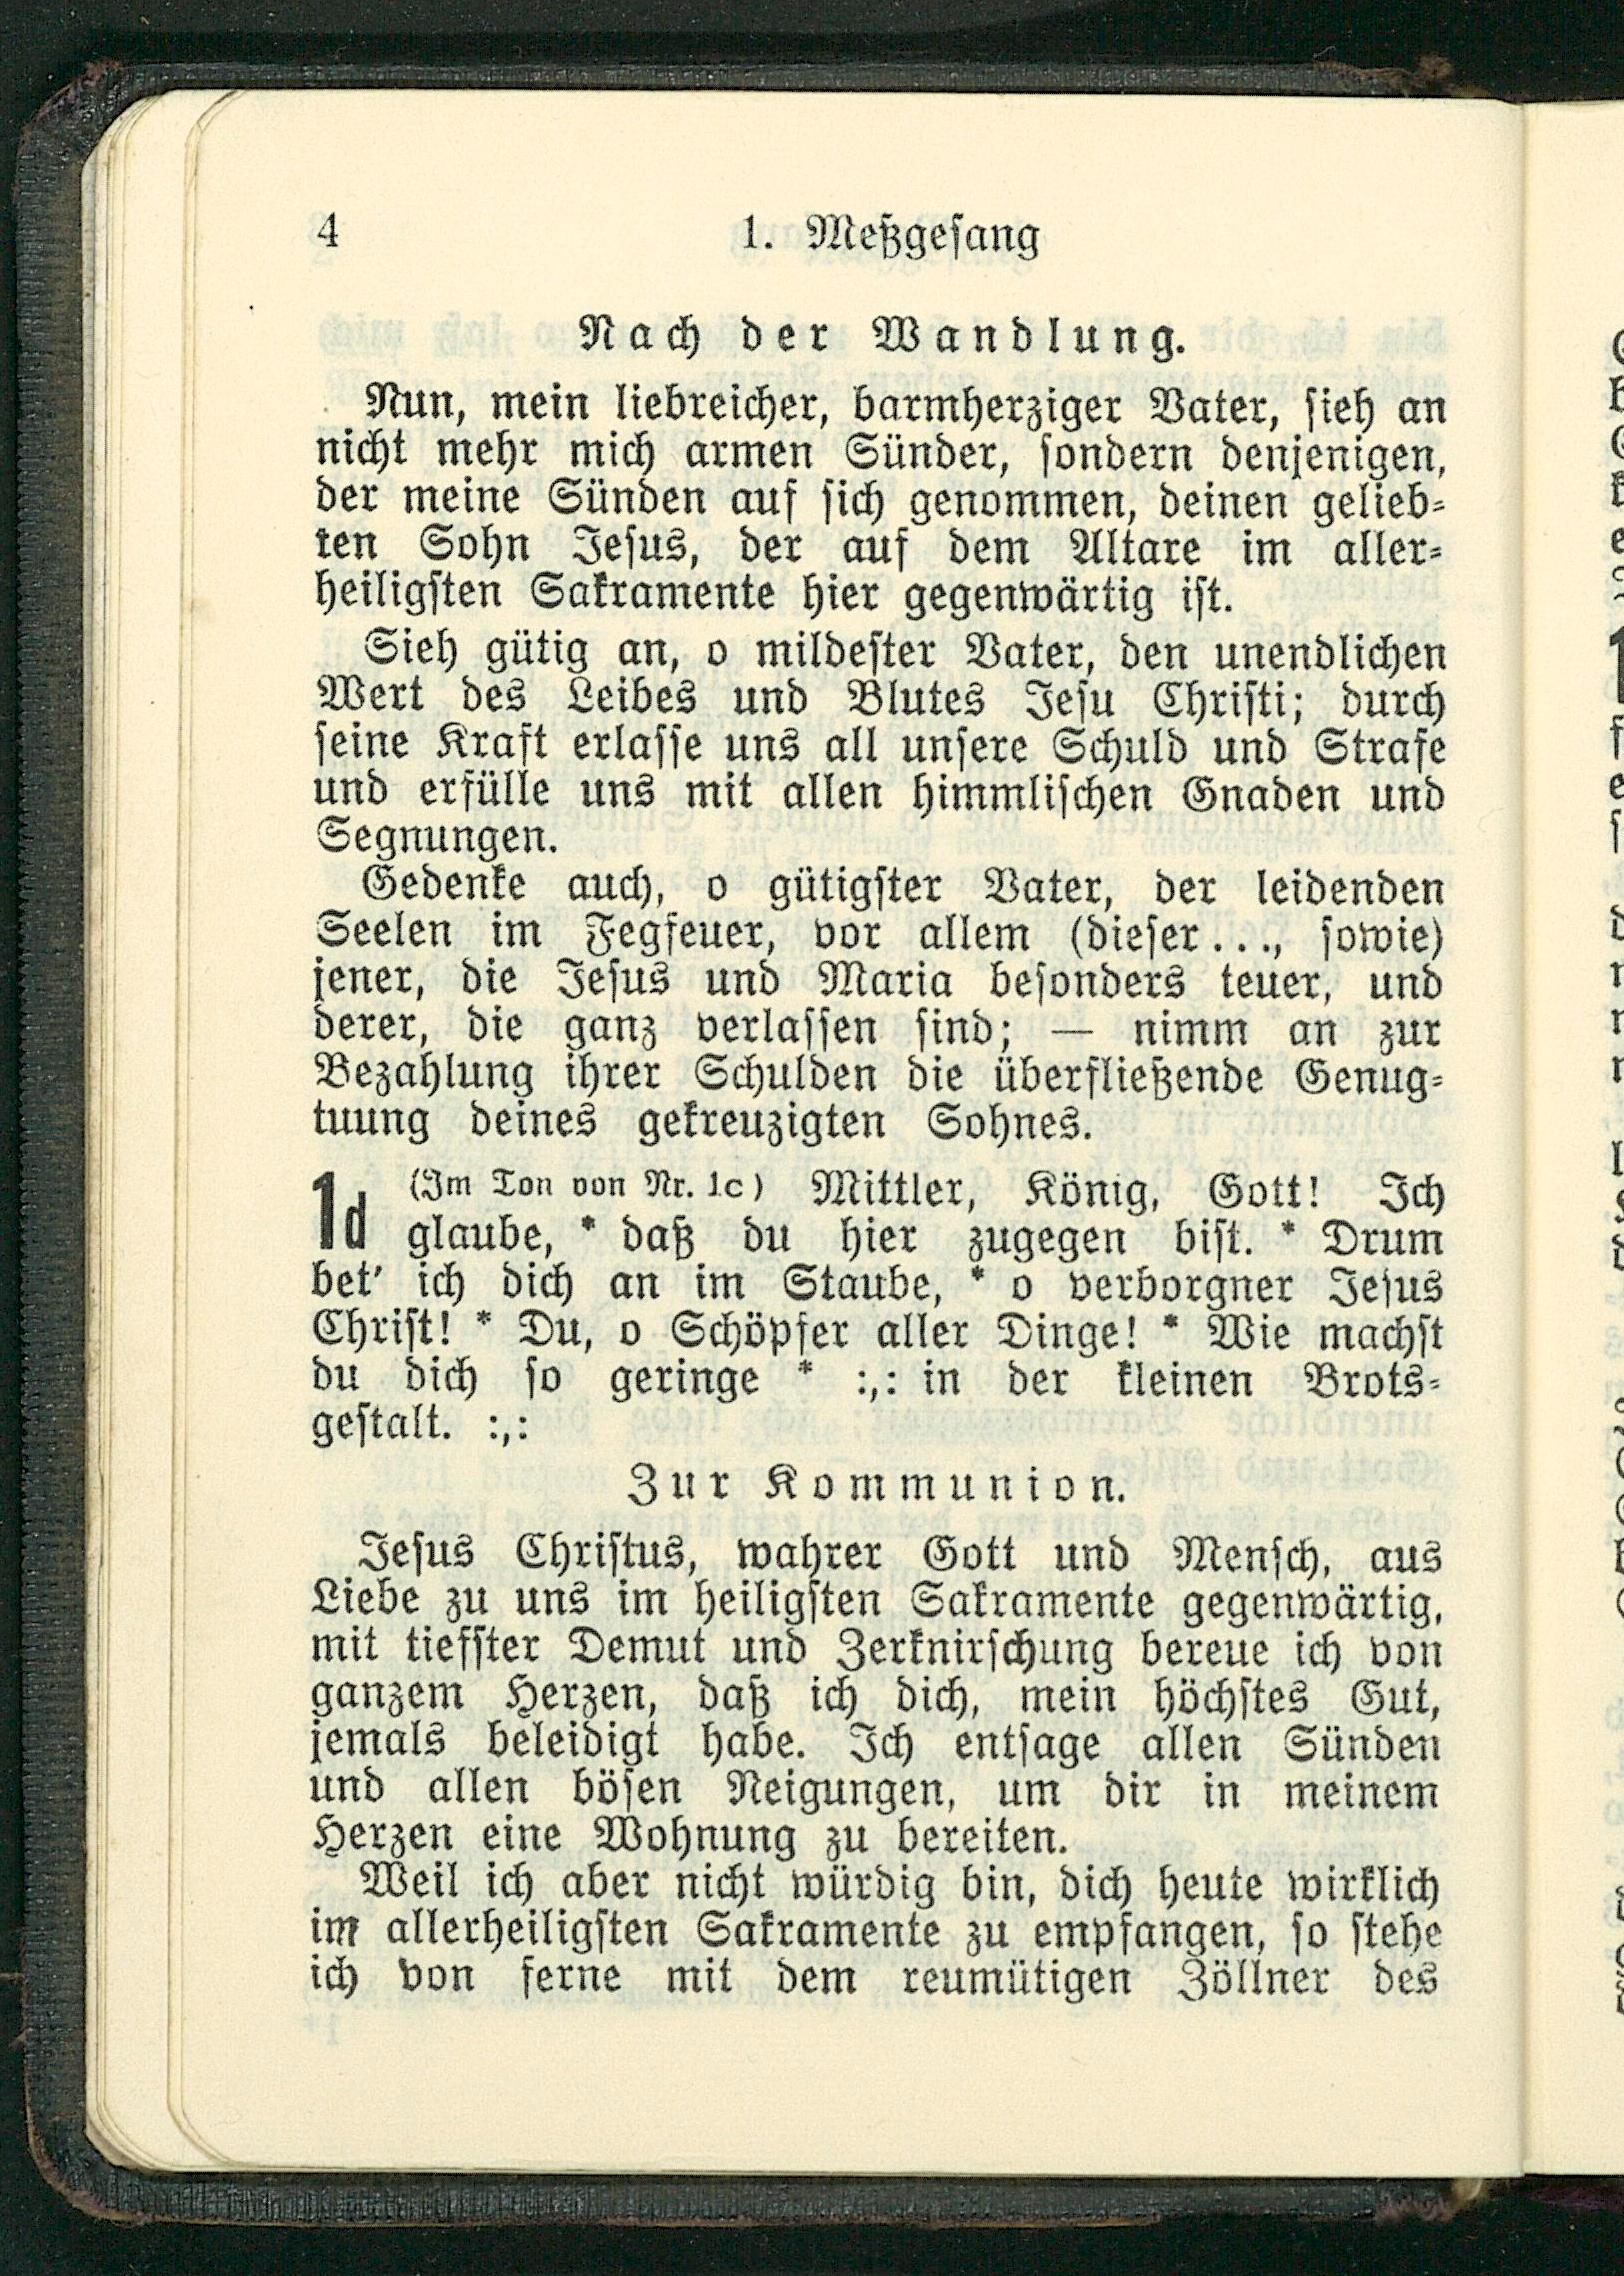 4
1. Meßgesang
Nach der Wandlung.
Nun, mein liebreicher, barmherziger Vater, sieh an
nicht mehr mich armen Sünder, sondern denjenigen,
der meine Sünden auf sich genommen, deinen gelieb-
ten Sohn Jesus, der auf dem Altare im aller-
heiligsten Sakramente hier gegenwärtig ist.
Sieh gütig an, o mildester Vater, den unendlichen
Wert des Leibes und Blutes Jesu Christi; durch
seine Kraft erlasse uns all unsere Schuld und Strafe
und erfülle uns mit allen himmlischen Gnaden und
Segnungen.
Gedenke auch, o gütigster Vater, der leidenden
Seelen im Fegfeuer, vor allem (dieser..., sowie)
jener, die Jesus und Maria besonders teuer, und
derer, die ganz verlassen sind; — nimm an zur
Bezahlung ihrer Schulden die überfließende Genug-
tuung deines gekreuzigten Sohnes.
1d (Im Ton von Nr. 1c) Mittler, König, Gott! Ich
glaube, * daß du hier zugegen bist. * Drum
bet' ich dich an im Staube, * o verborgner Jesus
Christ! * Du, o Schöpfer aller Dinge! * Wie machst
du dich so geringe * :,: in der kleinen Brots-
gestalt. :,:
Zur Kommunion.
Jesus Christus, wahrer Gott und Mensch, aus
Liebe zu uns im heiligsten Sakramente gegenwärtig,
mit tiefster Demut und Zerknirschung bereue ich von
ganzem Herzen, daß ich dich, mein höchstes Gut,
jemals beleidigt habe. Ich entsage allen Sünden
und allen bösen Neigungen, um dir in meinem
Herzen eine Wohnung zu bereiten.
Weil ich aber nicht würdig bin, dich heute wirklich
im allerheiligsten Sakramente zu empfangen, so stehe
ich von ferne mit dem reumütigen Zöllner des